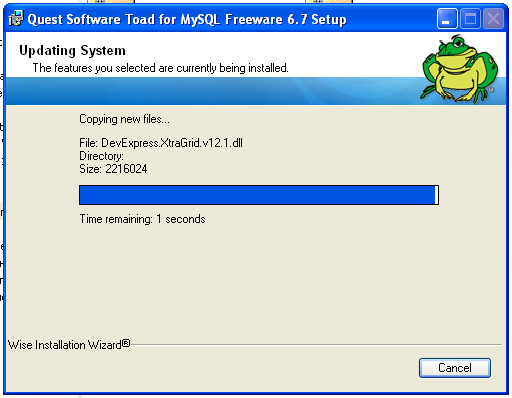 Quest Software Toad for MySQL Freeware 6.7 Setup
Updating System
The features you selected are currently being installed.
Copying new files...
File: DevExpress.XtraGrid.v12.1.dll
Directory:
Size: 2216024
Time remaining: 1 seconds
Wise Installation Wizard®
Cancel